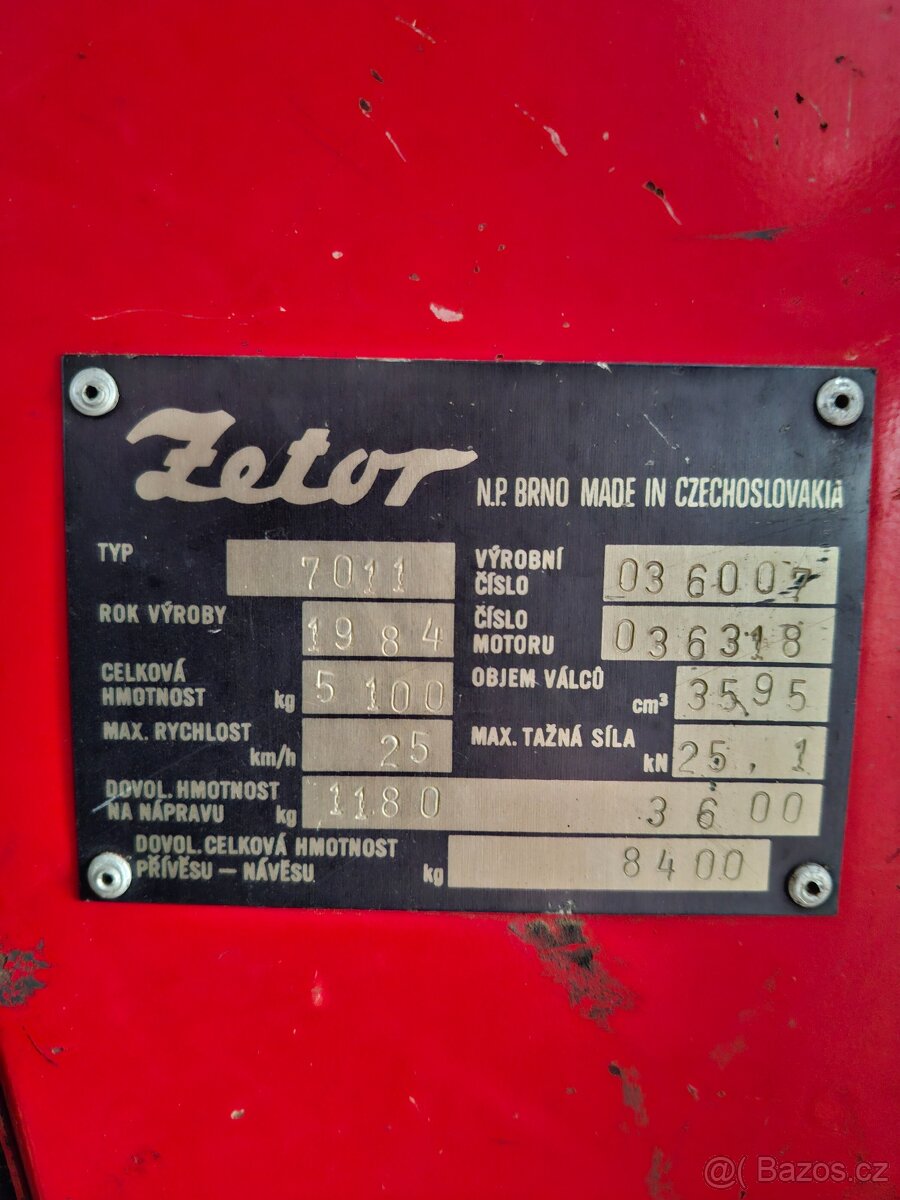 Zetor N.P. BRNO MADE IN CZECHOSLOVAKIA
TYP 7011
VÝROBNÍ ČÍSLO 036007
ROK VÝROBY 1984
ČÍSLO MOTORU 036318
CELKOVÁ HMOTNOST kg 5100
OBJEM VÁLCŮ cm³ 3595
MAX. RYCHLOST km/h 25
MAX. TAŽNÁ SÍLA kN 25,1
DOVOL. HMOTNOST NA NÁPRAVU kg 1180 3600
DOVOL. CELKOVÁ HMOTNOST PŘÍVĚSU – NÁVĚSU kg 8400
@( Bazos.cz